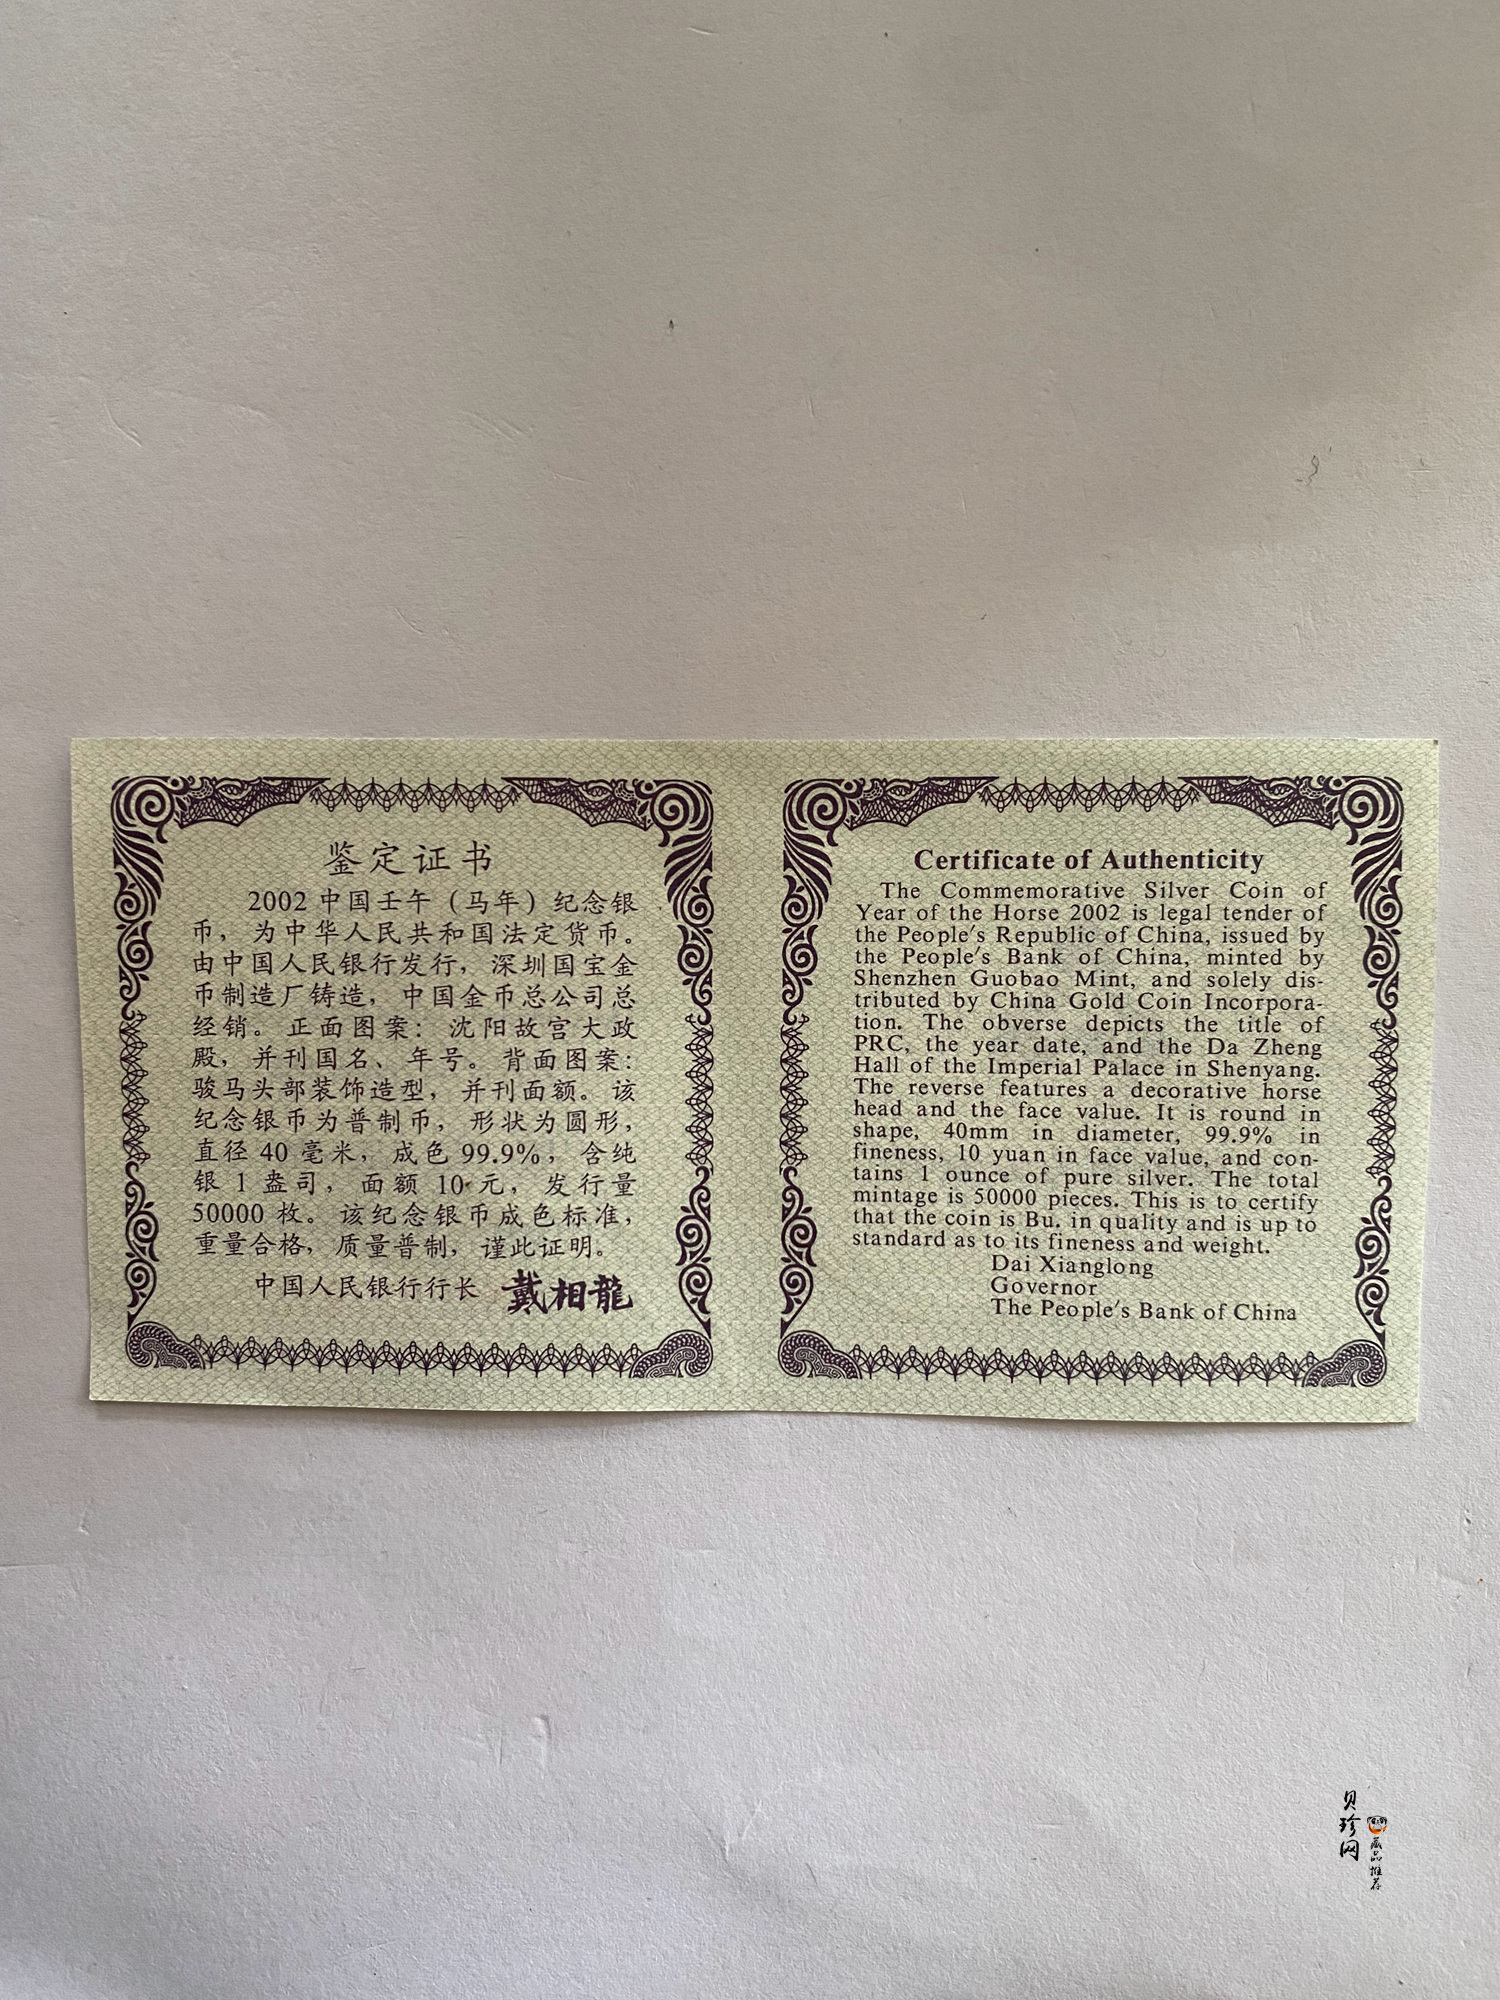 鉴定证书
2002 中国壬午（马年）纪念银
币，为中华人民共和国法定货币。
由中国人民银行发行，深圳国宝金
币制造厂铸造，中国金币总公司总
经销。正面图案：沈阳故宫大政
殿，并刊国名、年号。背面图案：
骏马头部装饰造型，并刊面额。该
纪念银币为普制币，形状为圆形，
直径 40 毫米，成色 99.9%，含纯
银 1 盎司，面额 10 元，发行量
50000 枚。该纪念银币成色标准，
重量合格，质量普制，谨此证明。
中国人民银行行长 戴相龍
Certificate of Authenticity
The Commemorative Silver Coin of
Year of the Horse 2002 is legal tender of
the People's Republic of China, issued by
the People's Bank of China, minted by
Shenzhen Guobao Mint, and solely dis-
tributed by China Gold Coin Incorpora-
tion. The obverse depicts the title of
PRC, the year date, and the Da Zheng
Hall of the Imperial Palace in Shenyang.
The reverse features a decorative horse
head and the face value. It is round in
shape, 40mm in diameter, 99.9% in
fineness, 10 yuan in face value, and con-
tains 1 ounce of pure silver. The total
mintage is 50000 pieces. This is to certify
that the coin is Bu. in quality and is up to
standard as to its fineness and weight.
Dai Xianglong
Governor
The People's Bank of China
贝珍网
藏品推荐